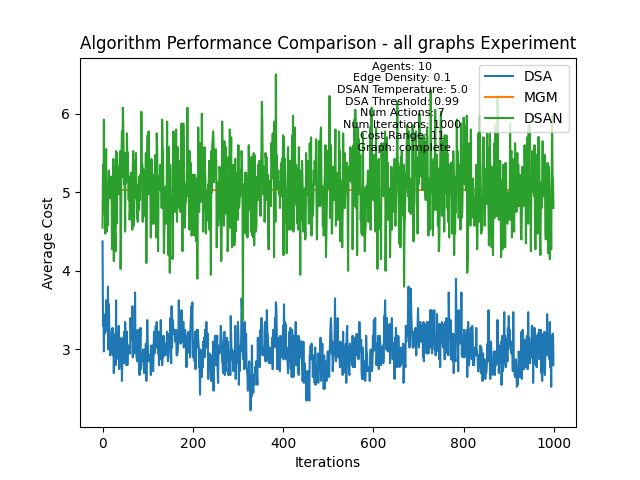 Algorithm Performance Comparison - all graphs Experiment
Agents: 10
Edge Density: 0.1
DSAN Temperature: 5.0
DSA Threshold: 0.99
Num Actions: 7
Num Iterations: 1000
Cost Range: 11
Graph: complete
DSA
MGM
DSAN
Average Cost
6
5
4
3
0
200
400
600
800
1000
Iterations